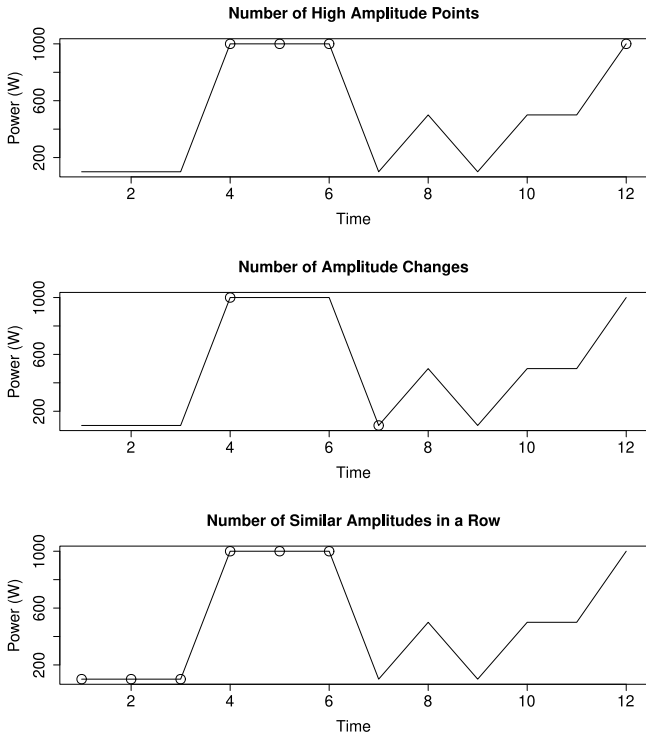 Number of High Amplitude Points
1000
600
200
Power (W)
2 4 6 8 10 12
Time
Number of Amplitude Changes
1000
600
200
Power (W)
2 4 6 8 10 12
Time
Number of Similar Amplitudes in a Row
1000
600
200
Power (W)
2 4 6 8 10 12
Time